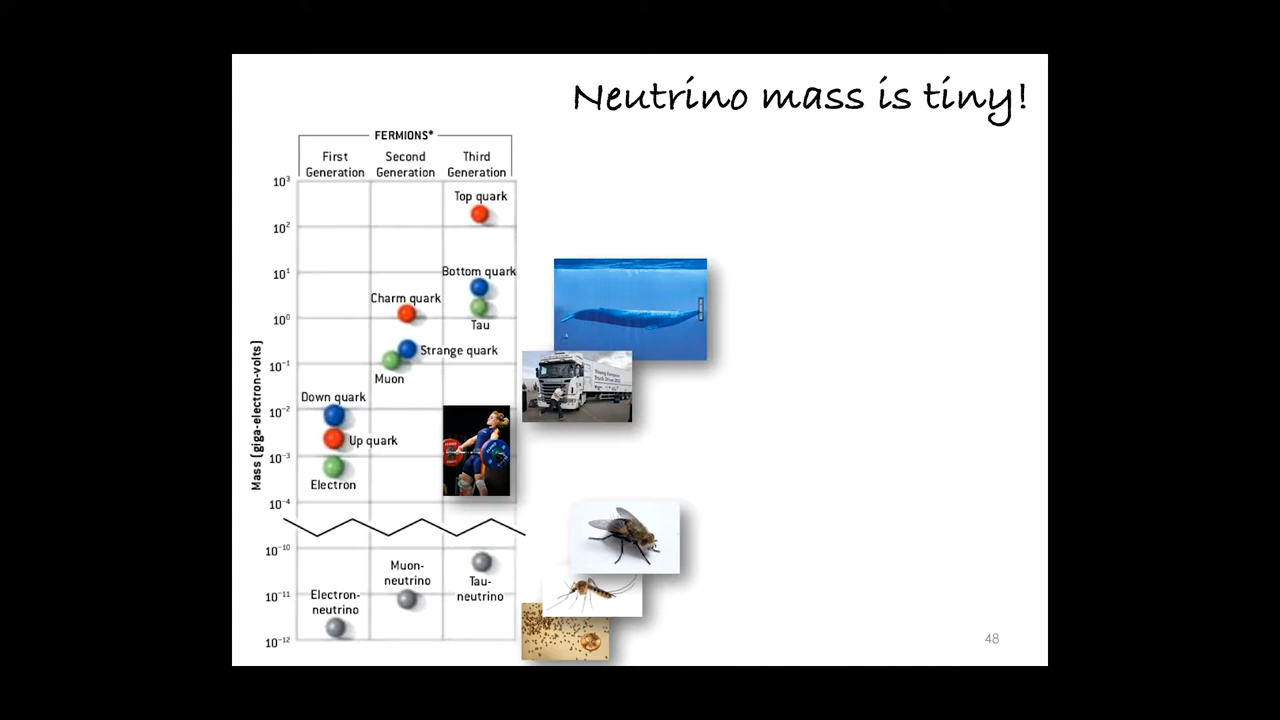 Neutrino mass is tiny!
FERMIONS*
First Generation
Second Generation
Third Generation
Mass (giga-electron-volts)
10³
Top quark
10²
10¹
Bottom quark
Charm quark
10⁰
Tau
Strange quark
10⁻¹
Muon
Down quark
10⁻²
Up quark
10⁻³
Electron
10⁻⁴
10⁻¹⁰
Muon-
neutrino
Tau-
neutrino
10⁻¹¹
Electron-
neutrino
10⁻¹²
48